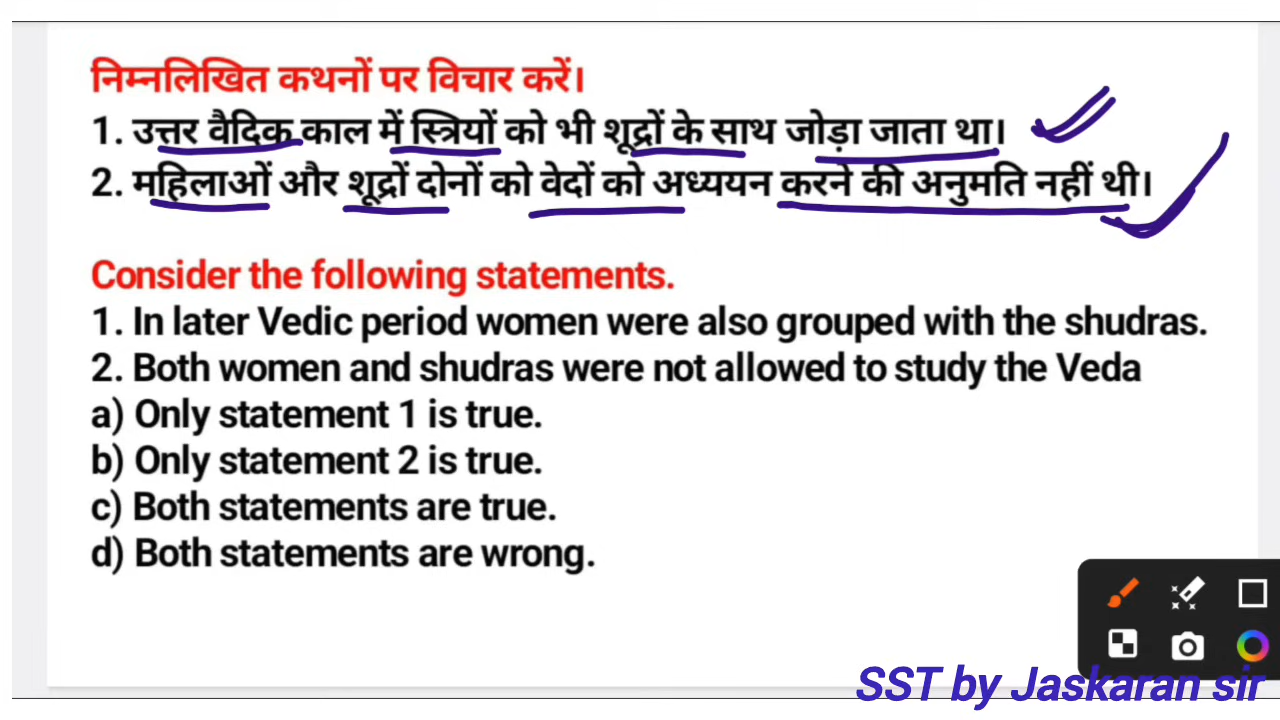 निम्नलिखित कथनों पर विचार करें।
1. उत्तर वैदिक काल में स्त्रियों को भी शूद्रों के साथ जोड़ा जाता था।
2. महिलाओं और शूद्रों दोनों को वेदों को अध्ययन करने की अनुमति नहीं थी।
Consider the following statements.
1. In later Vedic period women were also grouped with the shudras.
2. Both women and shudras were not allowed to study the Veda
a) Only statement 1 is true.
b) Only statement 2 is true.
c) Both statements are true.
d) Both statements are wrong.
SST by Jaskaran sir